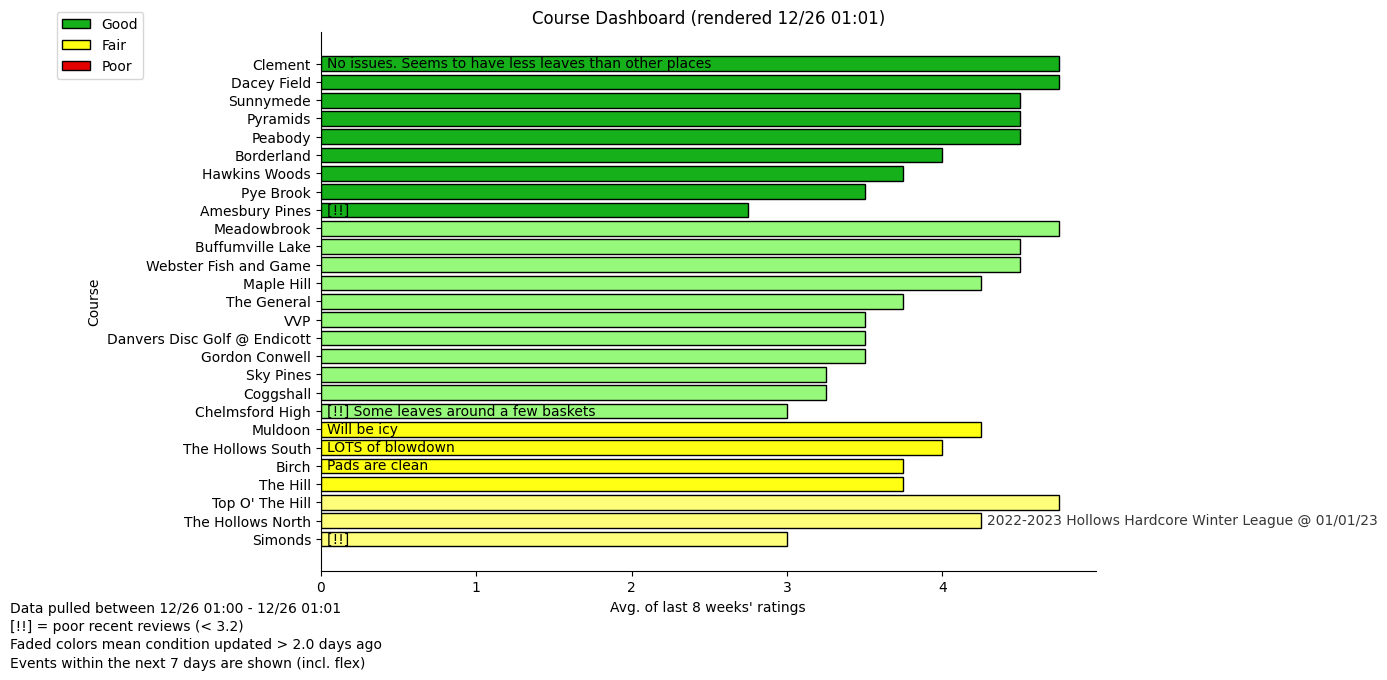 Course Dashboard (rendered 12/26 01:01)
Good
Fair
Poor
Course
Clement
No issues. Seems to have less leaves than other places
Dacey Field
Sunnymede
Pyramids
Peabody
Borderland
Hawkins Woods
Pye Brook
Amesbury Pines
[!!]
Meadowbrook
Buffumville Lake
Webster Fish and Game
Maple Hill
The General
VVP
Danvers Disc Golf @ Endicott
Gordon Conwell
Sky Pines
Coggshall
Chelmsford High
[!!] Some leaves around a few baskets
Muldoon
Will be icy
The Hollows South
LOTS of blowdown
Birch
Pads are clean
The Hill
Top O' The Hill
The Hollows North
2022-2023 Hollows Hardcore Winter League @ 01/01/23
Simonds
[!!]
0 1 2 3 4
Avg. of last 8 weeks' ratings
Data pulled between 12/26 01:00 - 12/26 01:01
[!!] = poor recent reviews (< 3.2)
Faded colors mean condition updated > 2.0 days ago
Events within the next 7 days are shown (incl. flex)